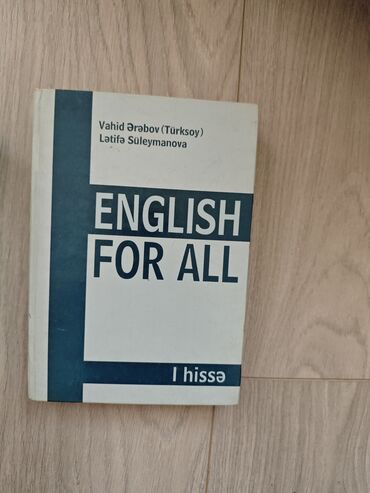 Vahid Ərəbov (Türksoy)
Lətifə Süleymanova
ENGLISH
FOR ALL
I hissə